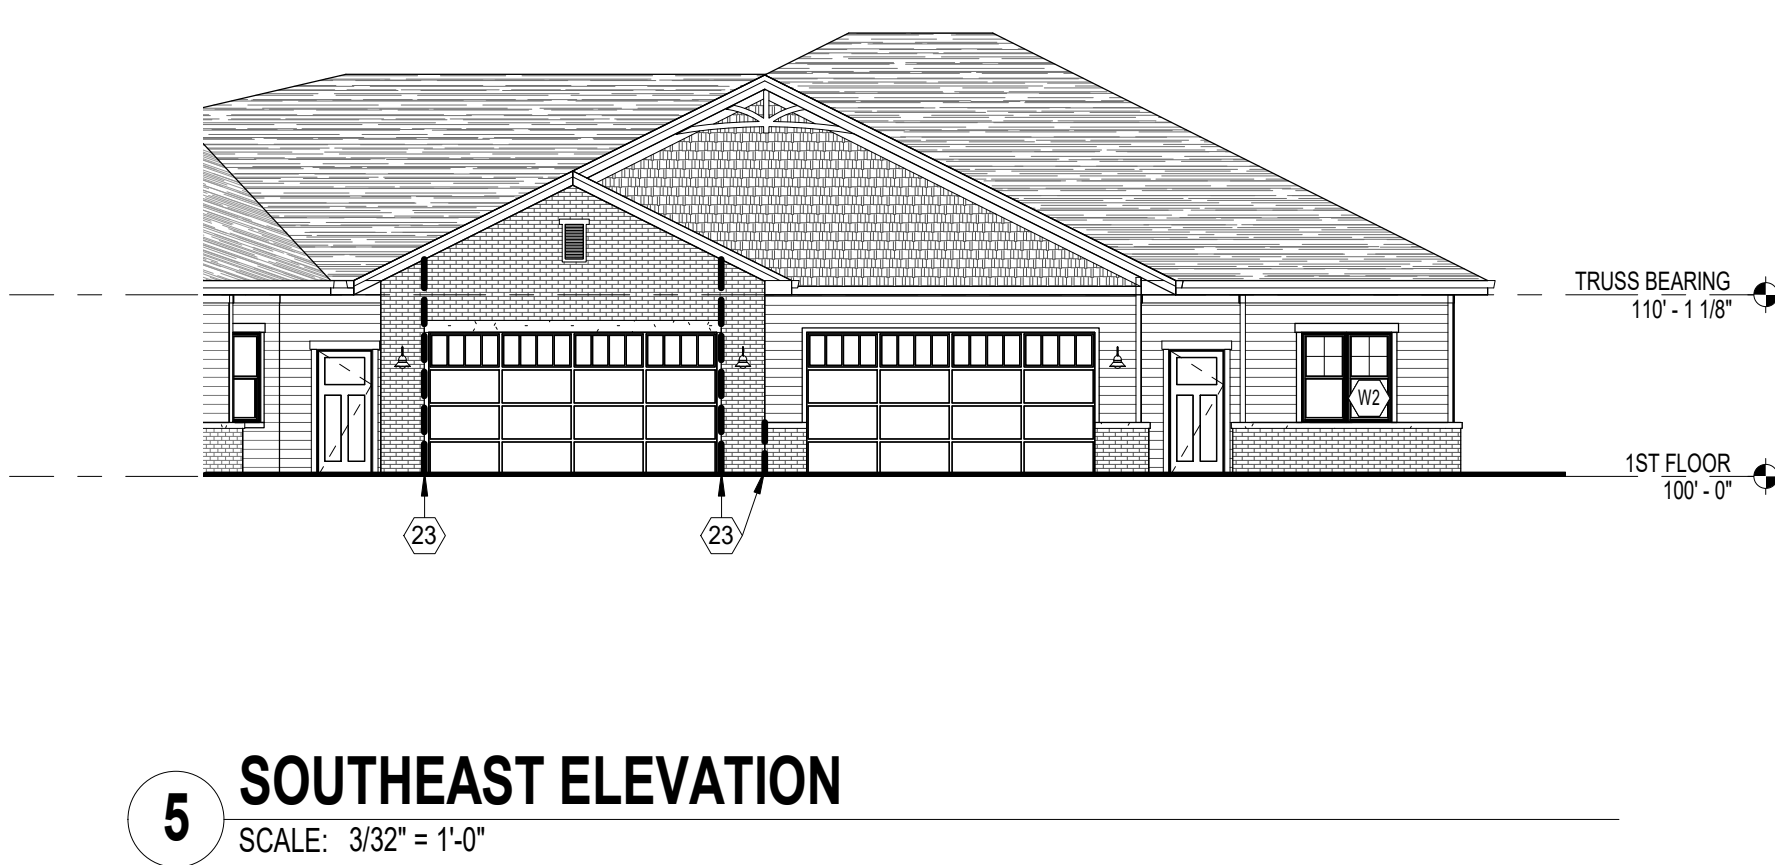 TRUSS BEARING
110' - 1 1/8"
W2
1ST FLOOR
100' - 0"
23
23
5
SOUTHEAST ELEVATION
SCALE: 3/32" = 1'-0"